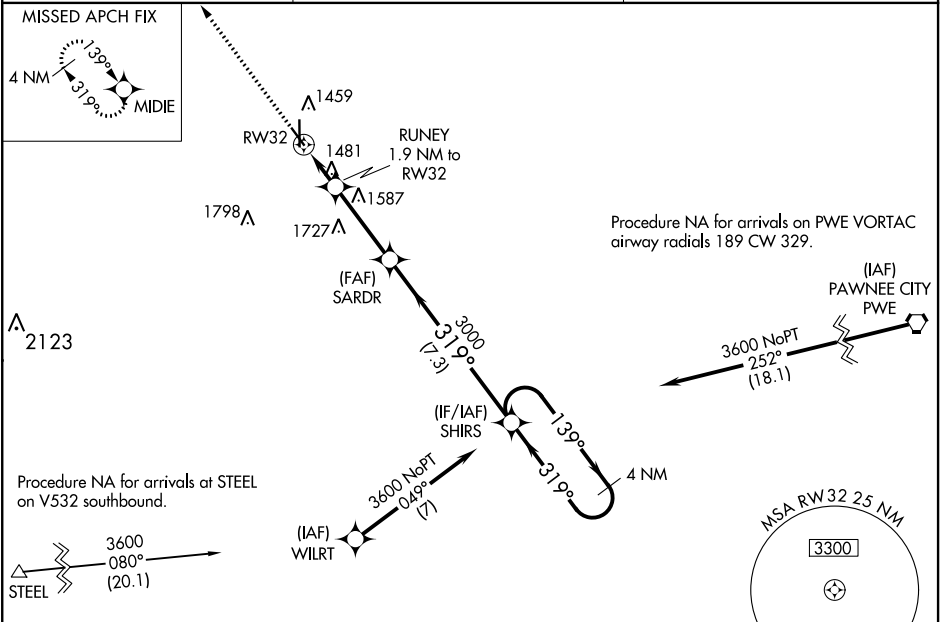 MISSED APCH FIX
139°
4 NM
319°
MIDIE
1459
RW32
1481
RUNEY
1.9 NM to
RW32
1587
1798
1727
Procedure NA for arrivals on PWE VORTAC
airway radials 189 CW 329.
(FAF)
SARDR
(IAF)
PAWNEE CITY
PWE
2123
3000
319°
(7.3)
3600 NoPT
252°
(18.1)
(IF/IAF)
SHIRS
139°
319°
4 NM
Procedure NA for arrivals at STEEL
on V532 southbound.
3600 NoPT
049°
(7)
(IAF)
WILRT
3600
080°
(20.1)
STEEL
MSA RW32 25 NM
3300